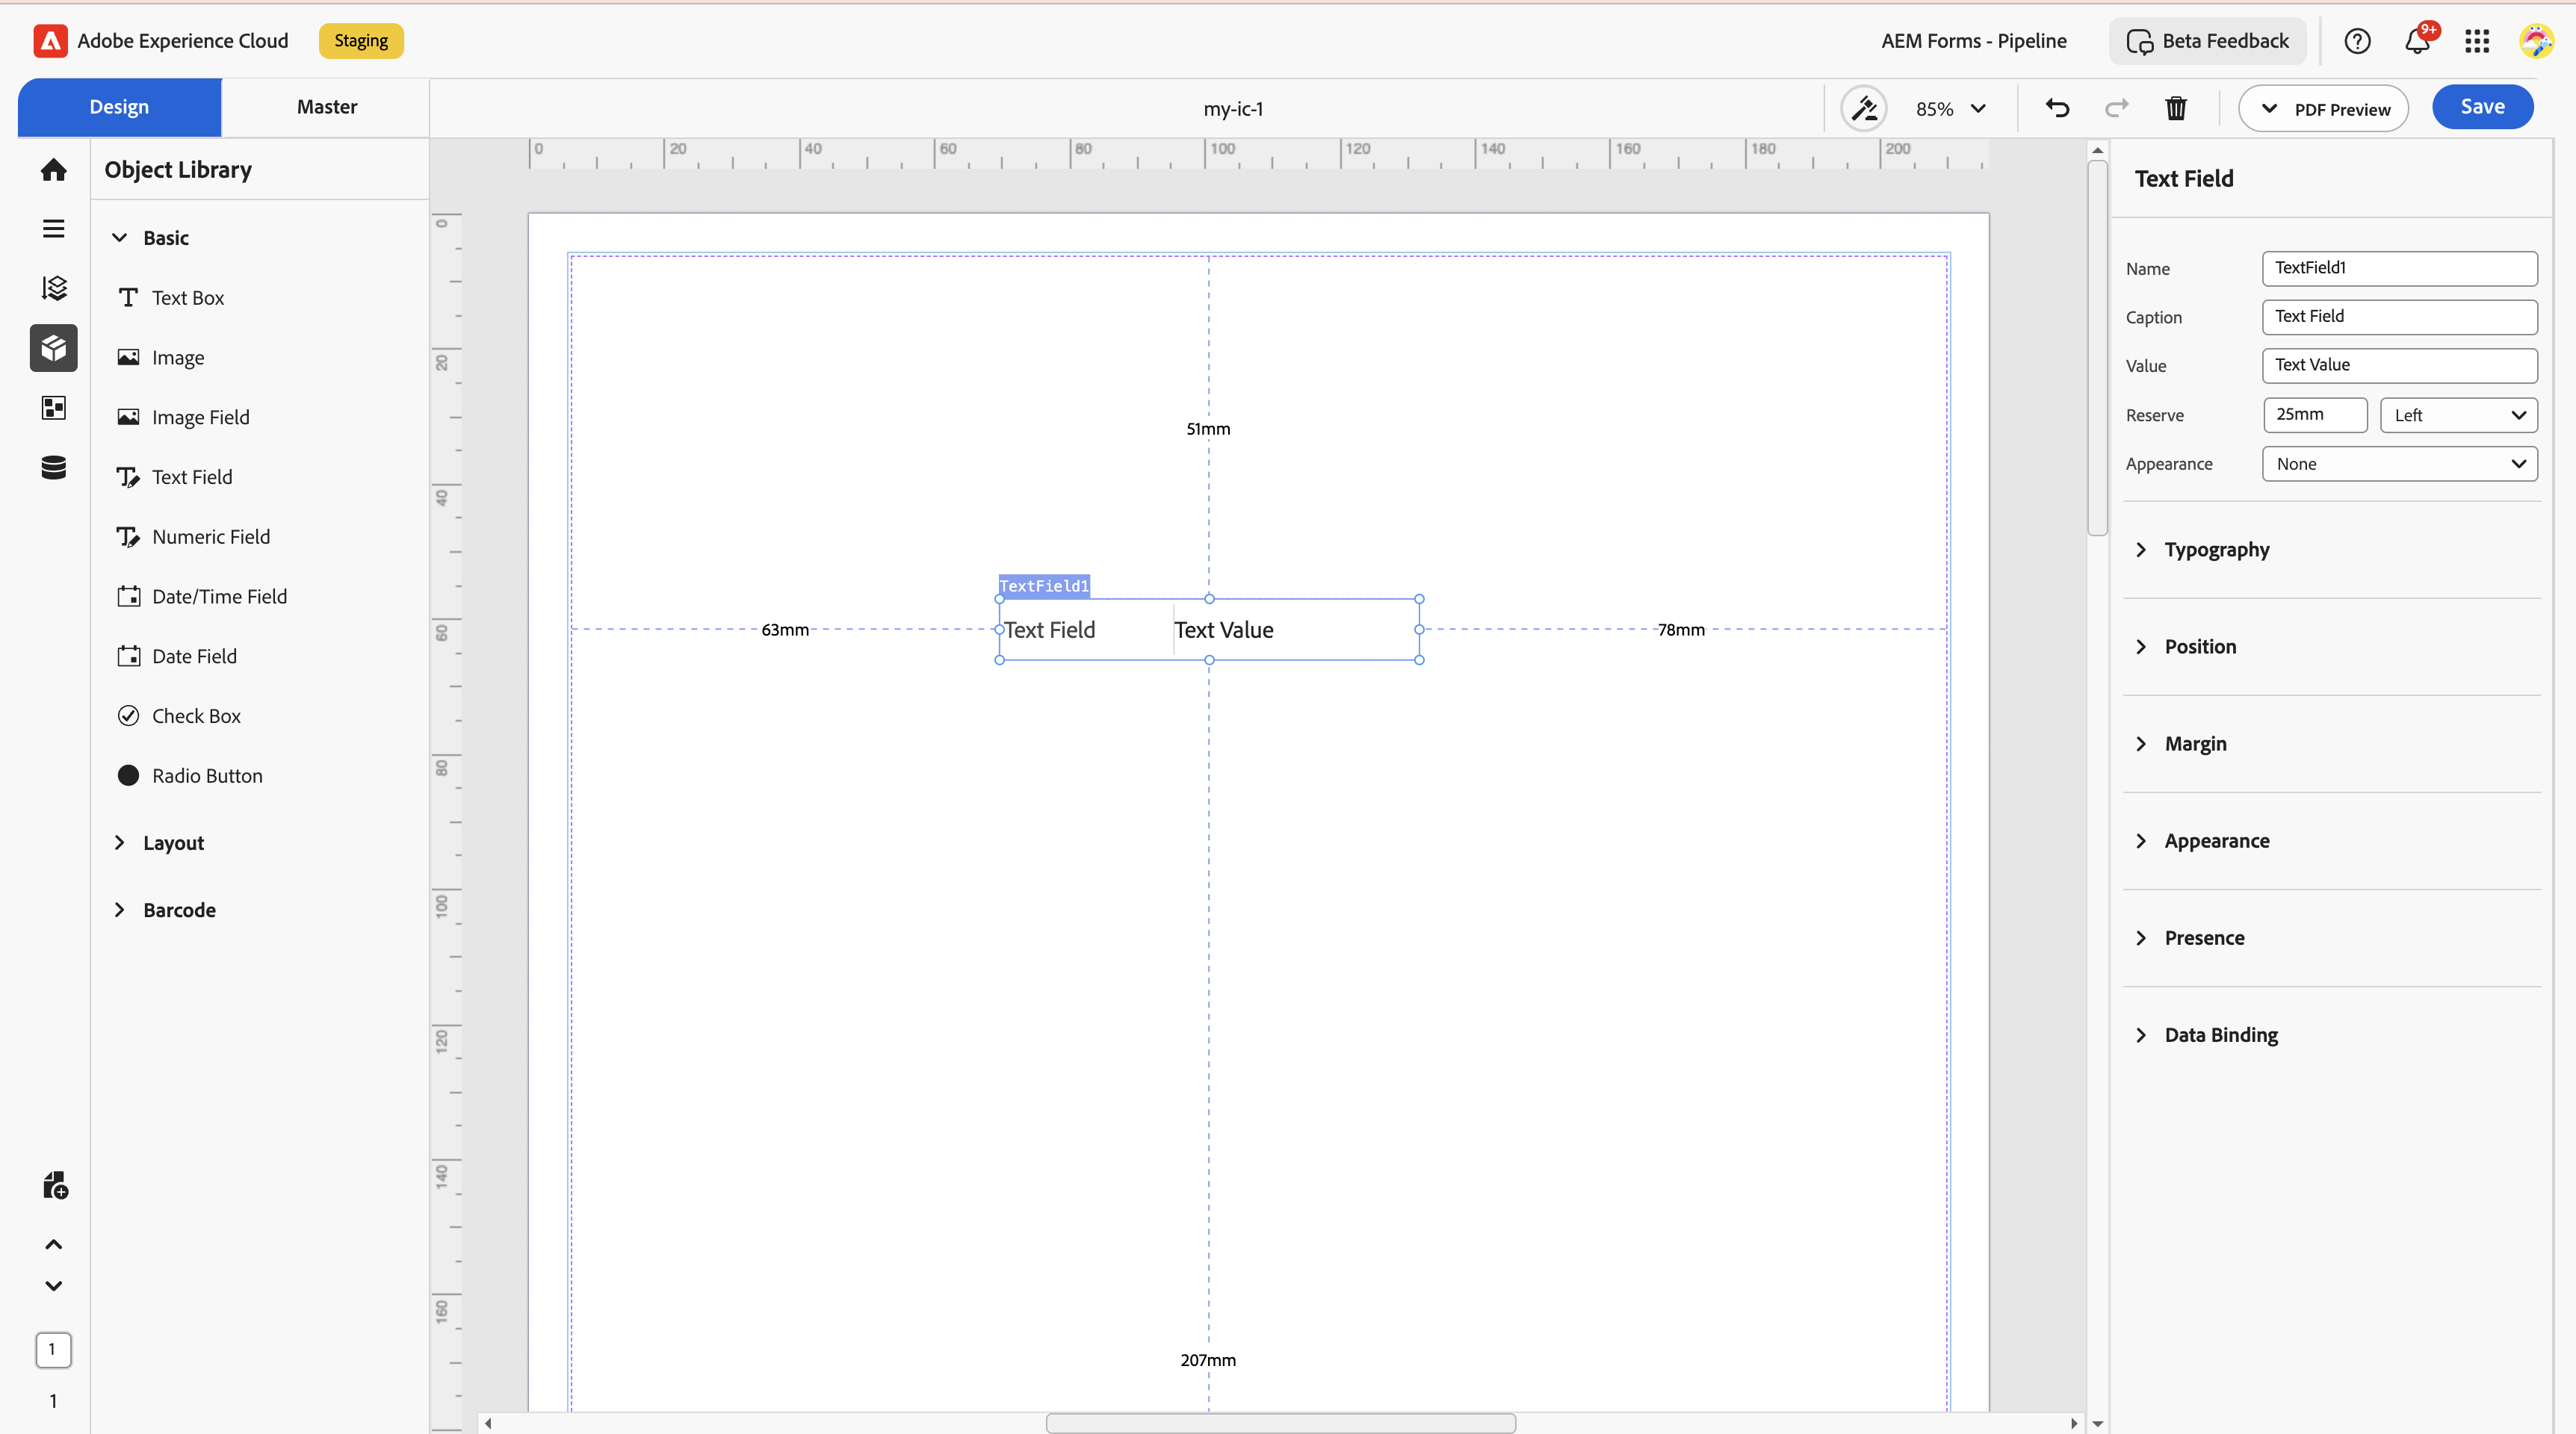 Adobe Experience Cloud
Staging
AEM Forms - Pipeline
Beta Feedback
9+
Design
Master
my-ic-1
85%
PDF Preview
Save
Object Library
Basic
Text Box
Image
Image Field
Text Field
Numeric Field
Date/Time Field
Date Field
Check Box
Radio Button
Layout
Barcode
1
1
0 20 40 60 80 100 120 140 160 180 200
0
20
40
60
80
100
120
140
160
51mm
TextField1
63mm
Text Field
Text Value
78mm
207mm
Text Field
Name TextField1
Caption Text Field
Value Text Value
Reserve 25mm Left
Appearance None
Typography
Position
Margin
Appearance
Presence
Data Binding